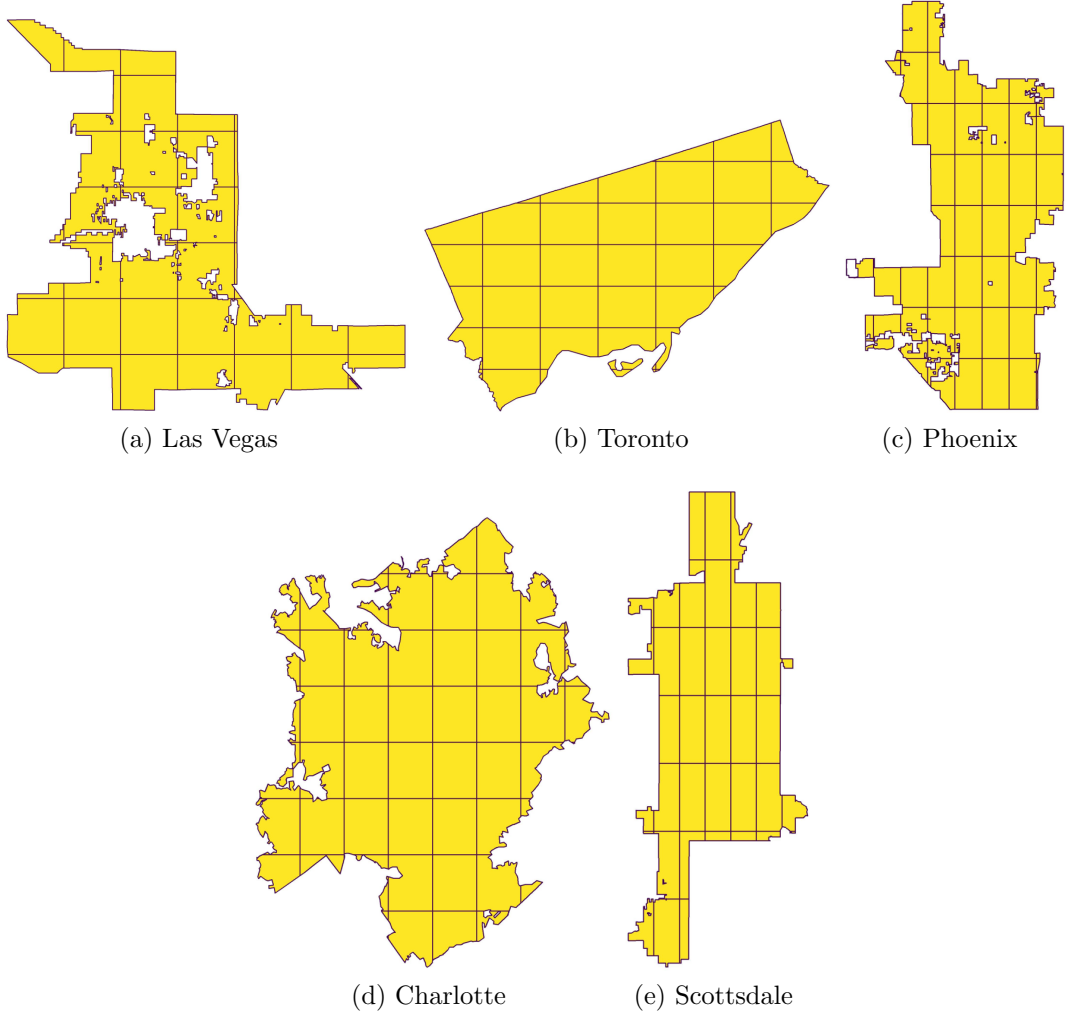 (a) Las Vegas
(b) Toronto
(c) Phoenix
(d) Charlotte
(e) Scottsdale